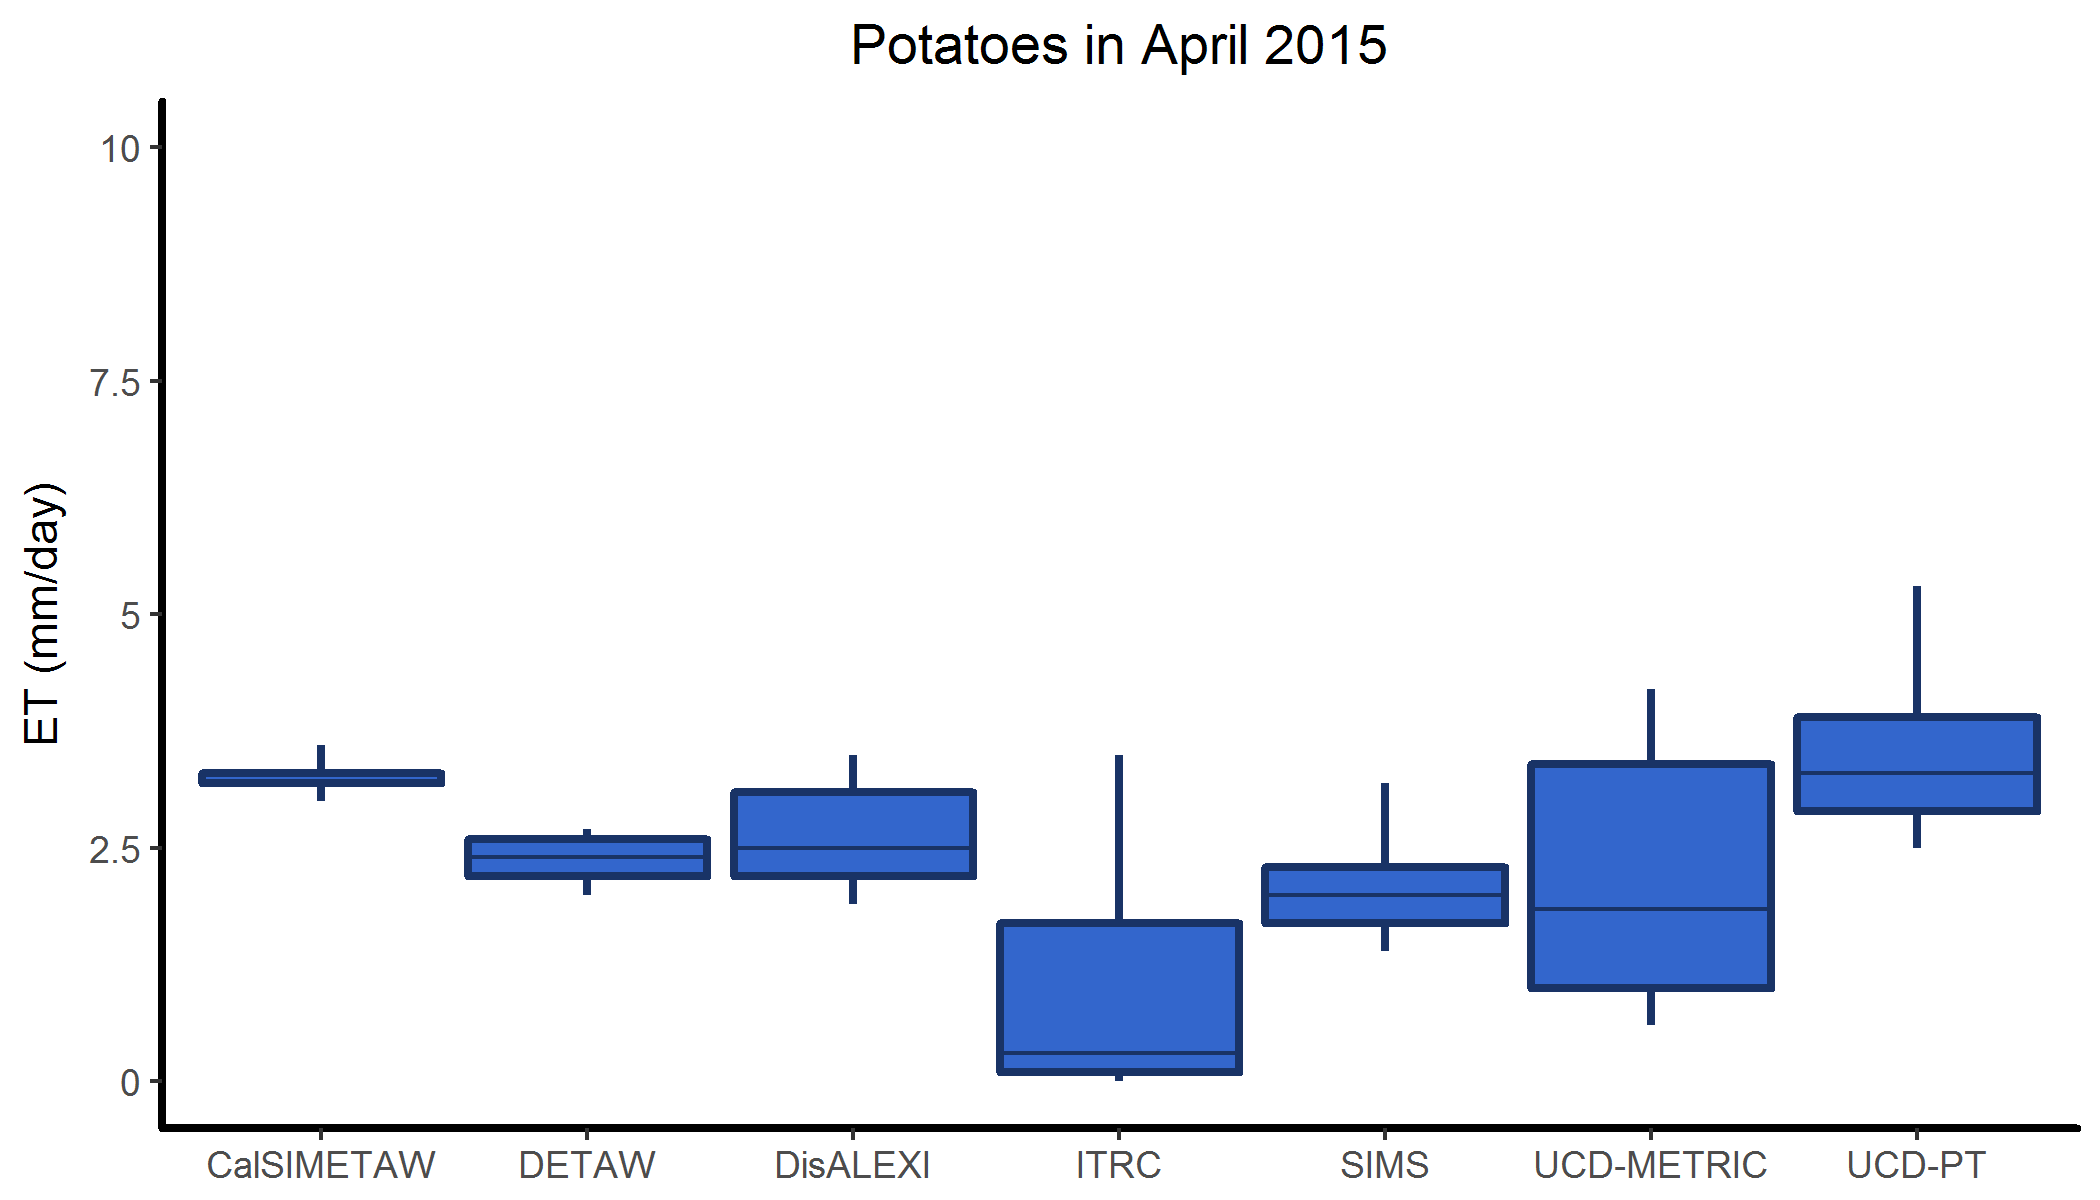 Potatoes in April 2015
ET (mm/day)
10
7.5
5
2.5
0
CalSIMETAW
DETAW
DisALEXI
ITRC
SIMS
UCD-METRIC
UCD-PT